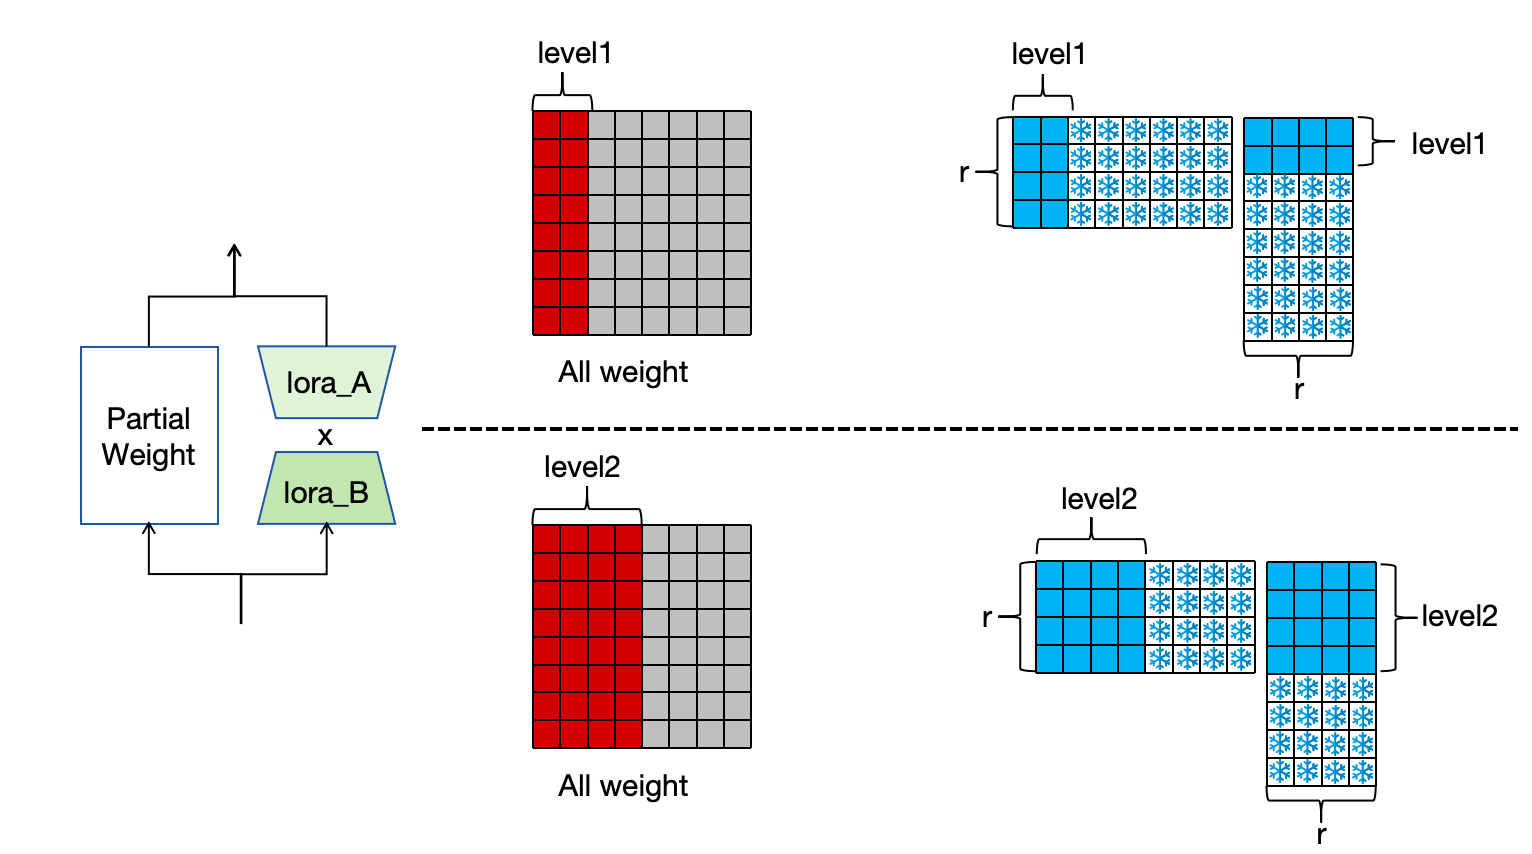 Partial
Weight
lora_A
x
lora_B
level1
All weight
level1
r
level1
r
level2
All weight
level2
r
level2
r